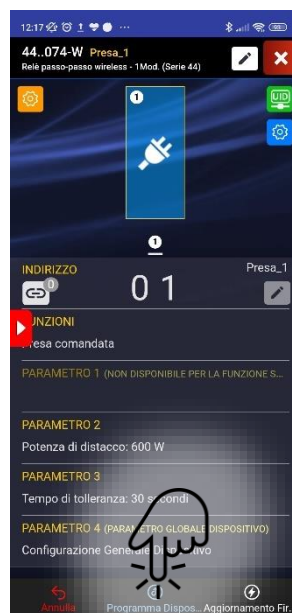 12:17
44..074-W Presa_1
Relè passo-passo wireless - 1Mod. (Serie 44)
1
UID
1
INDIRIZZO
Presa_1
0
0 1
FUNZIONI
Presa comandata
PARAMETRO 1 (NON DISPONIBILE PER LA FUNZIONE S...
PARAMETRO 2
Potenza di distacco: 600 W
PARAMETRO 3
Tempo di tolleranza: 30 secondi
PARAMETRO 4 (PARAMETRO GLOBALE DISPOSITIVO)
Configurazione Generale Dispositivo
Annulla
Programma Dispos...
Aggiornamento Fir